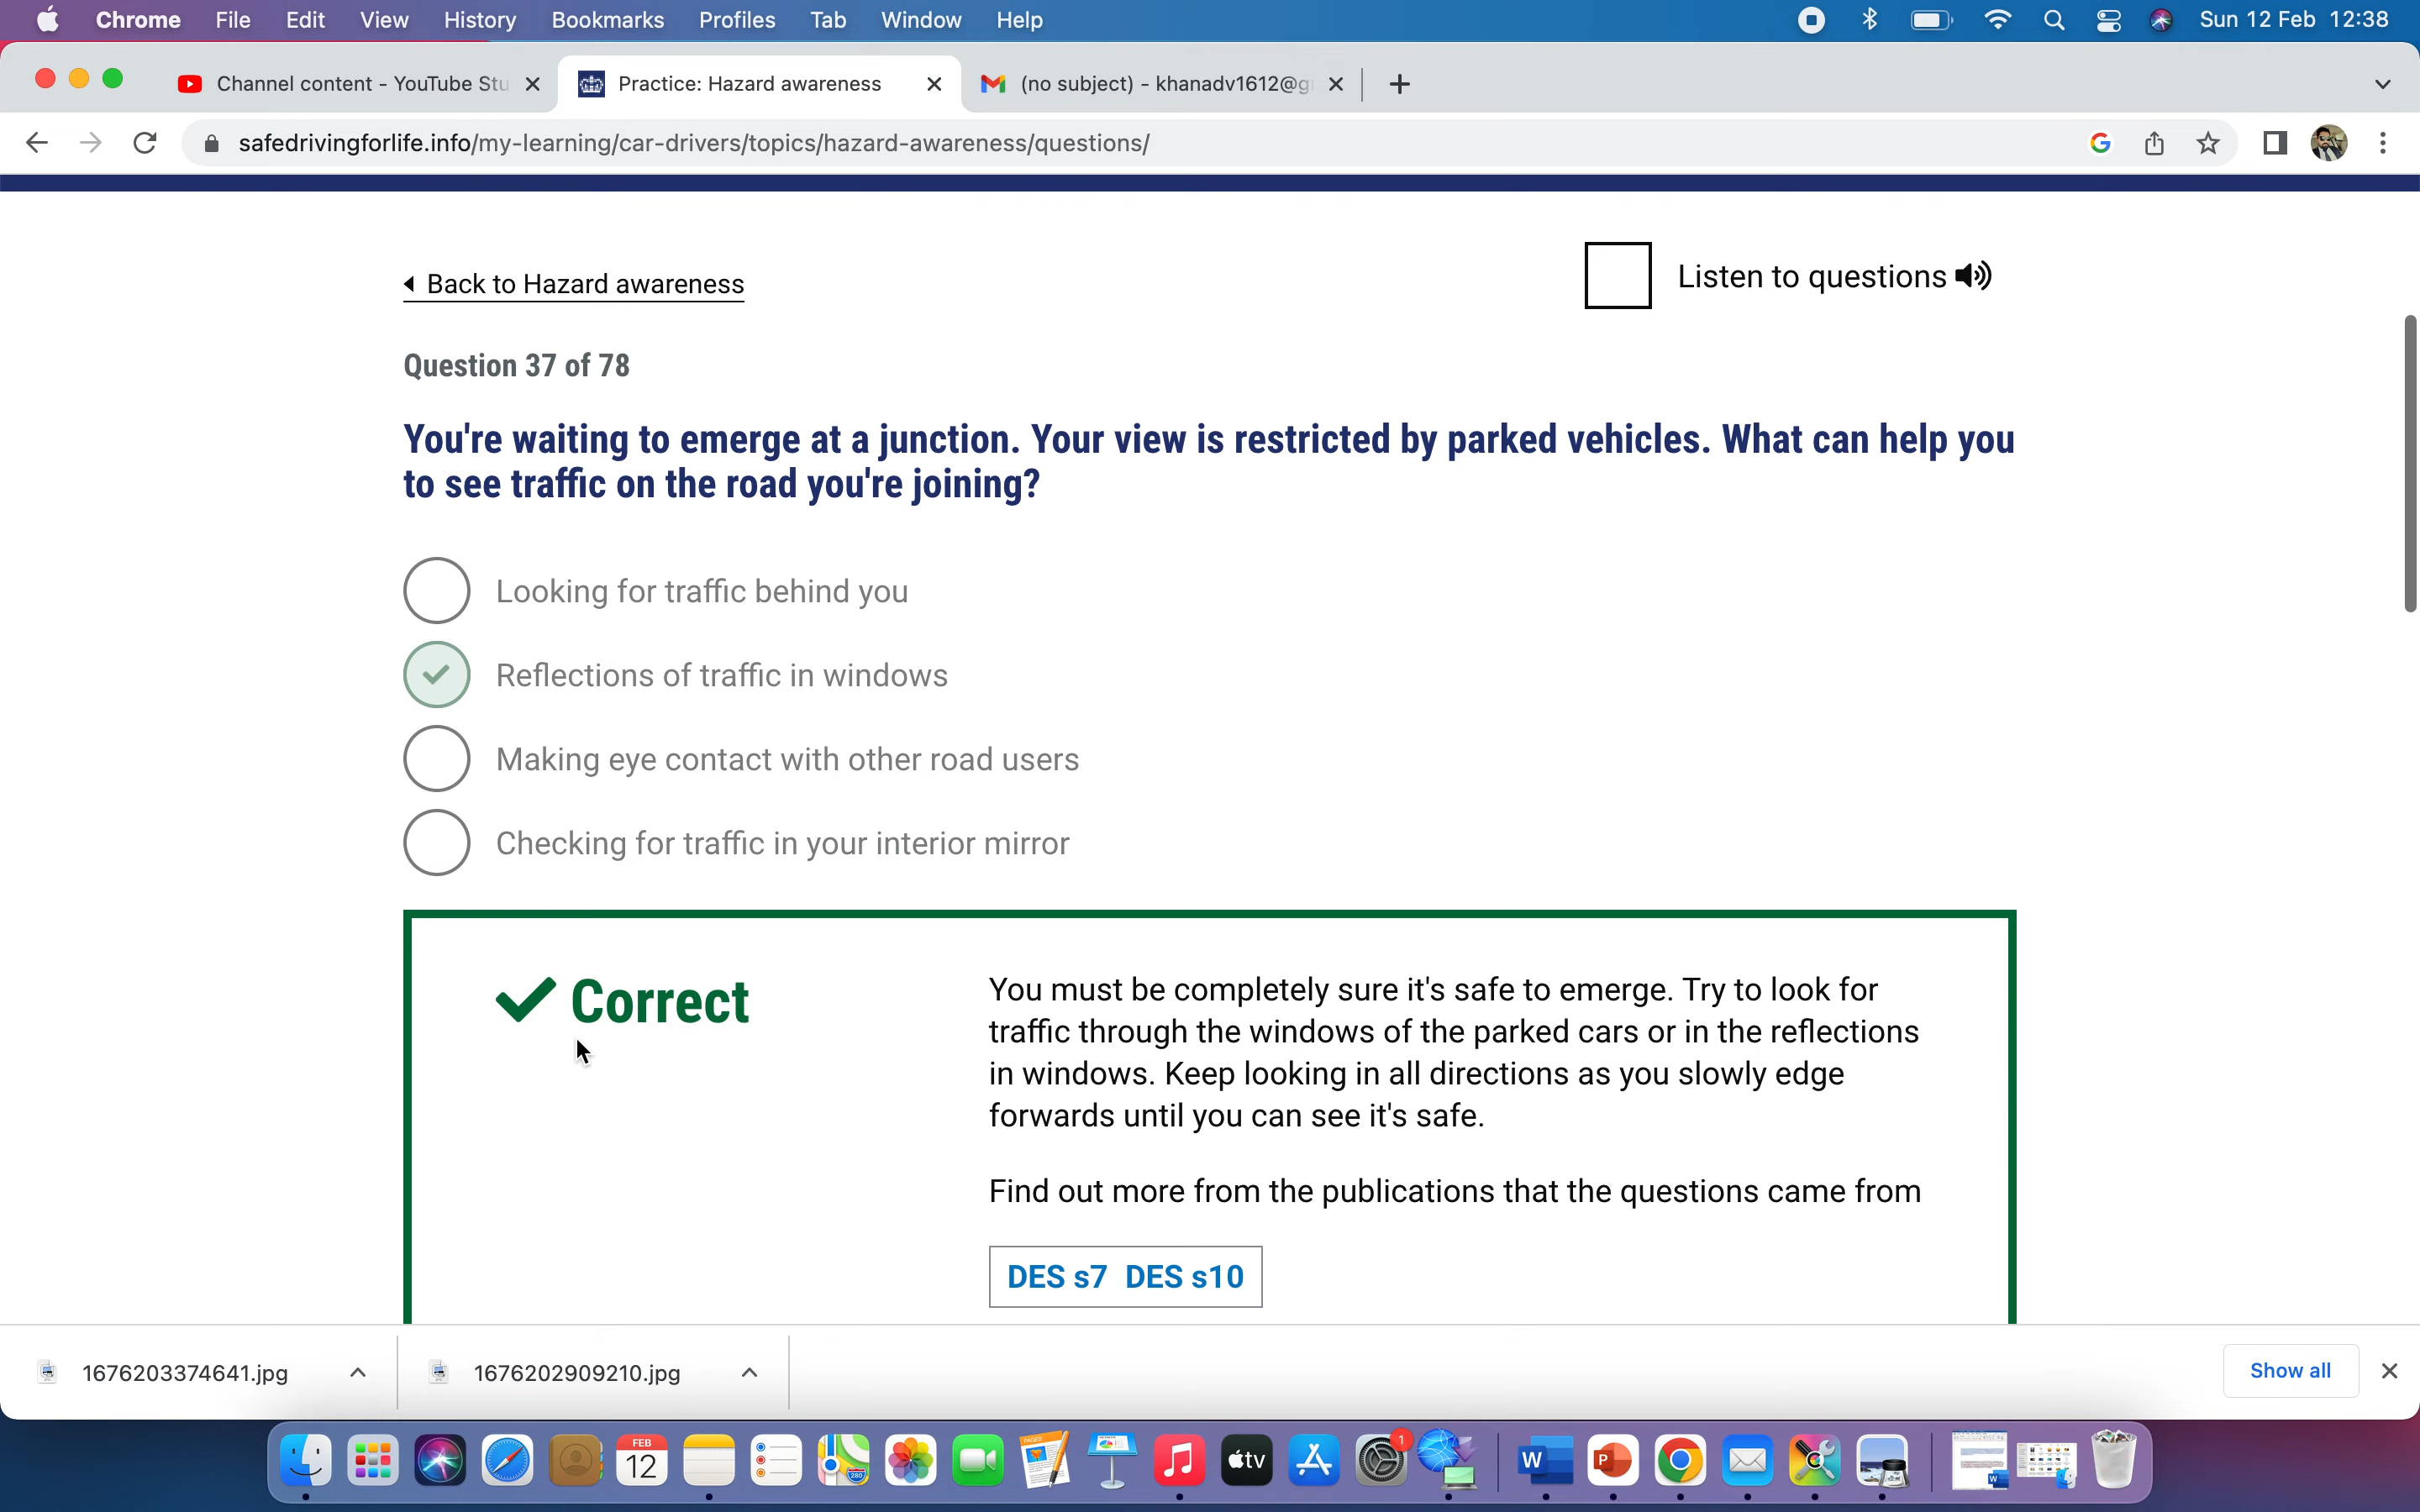 Chrome File Edit View History Bookmarks Profiles Tab Window Help Sun 12 Feb 12:38
Channel content - YouTube Stu Practice: Hazard awareness (no subject) - khanadv1612@g
safedrivingforlife.info/my-learning/car-drivers/topics/hazard-awareness/questions/
Back to Hazard awareness Listen to questions
Question 37 of 78
You're waiting to emerge at a junction. Your view is restricted by parked vehicles. What can help you
to see traffic on the road you're joining?
Looking for traffic behind you
Reflections of traffic in windows
Making eye contact with other road users
Checking for traffic in your interior mirror
Correct
You must be completely sure it's safe to emerge. Try to look for
traffic through the windows of the parked cars or in the reflections
in windows. Keep looking in all directions as you slowly edge
forwards until you can see it's safe.
Find out more from the publications that the questions came from
DES s7 DES s10
1676203374641.jpg 1676202909210.jpg Show all
FEB
12
PAGES
280
tv
1
W
P
W